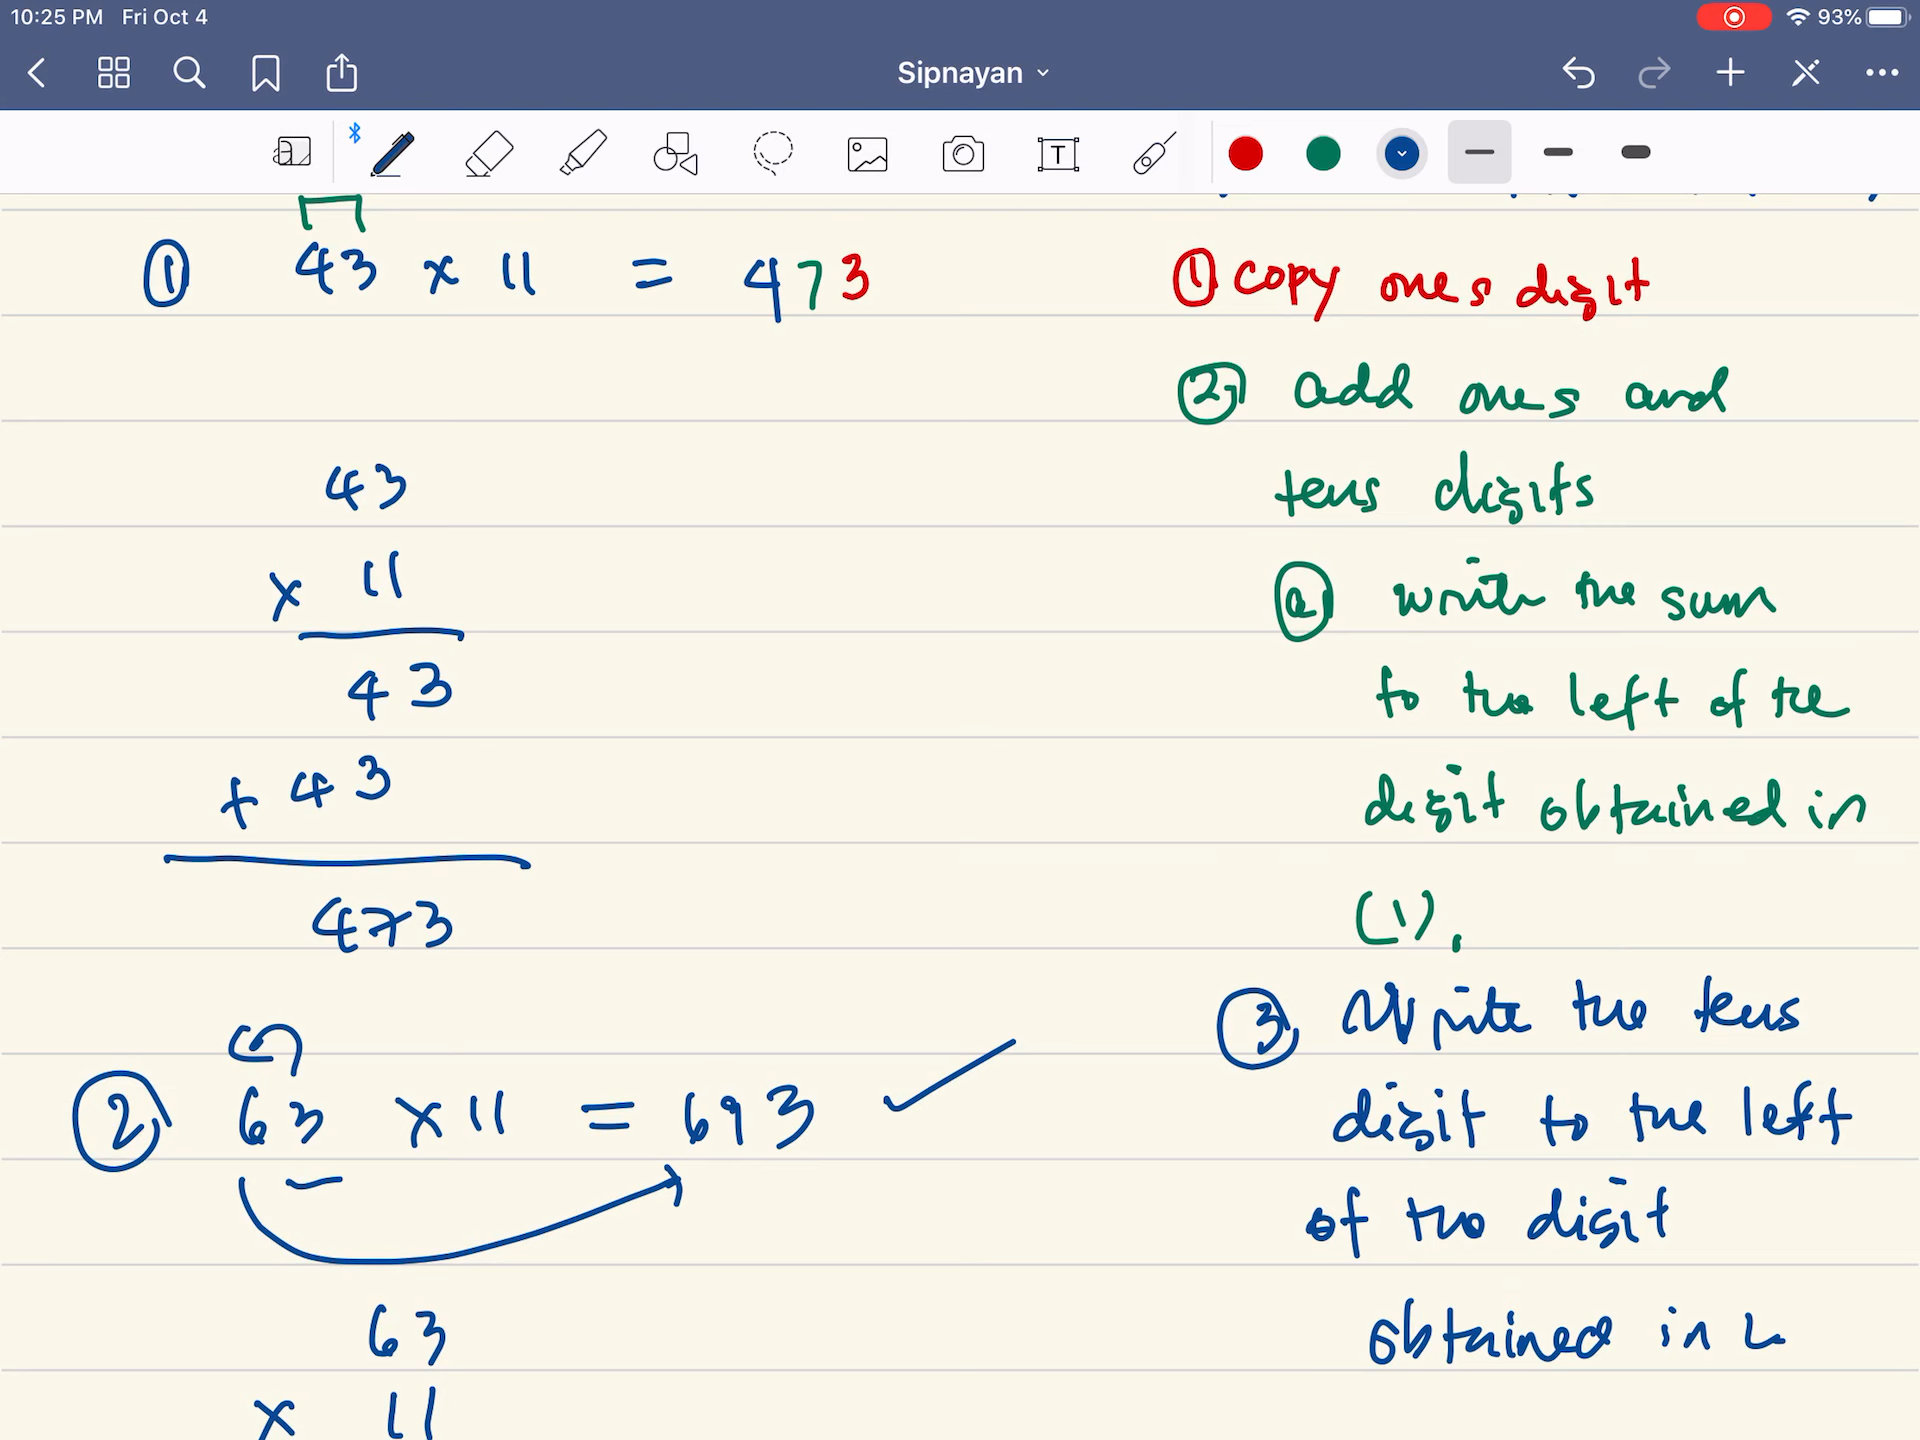 10:25 PM Fri Oct 4
93%
Sipnayan
T
① 43 x 11 = 473
43
x 11
43
+ 43
473
② 63 x 11 = 693
63
x 11
① copy ones digit
② add ones and
tens digits
ⓐ write the sum
to the left of the
digit obtained in
(1).
③ Write the tens
digit to the left
of the digit
obtained in 2